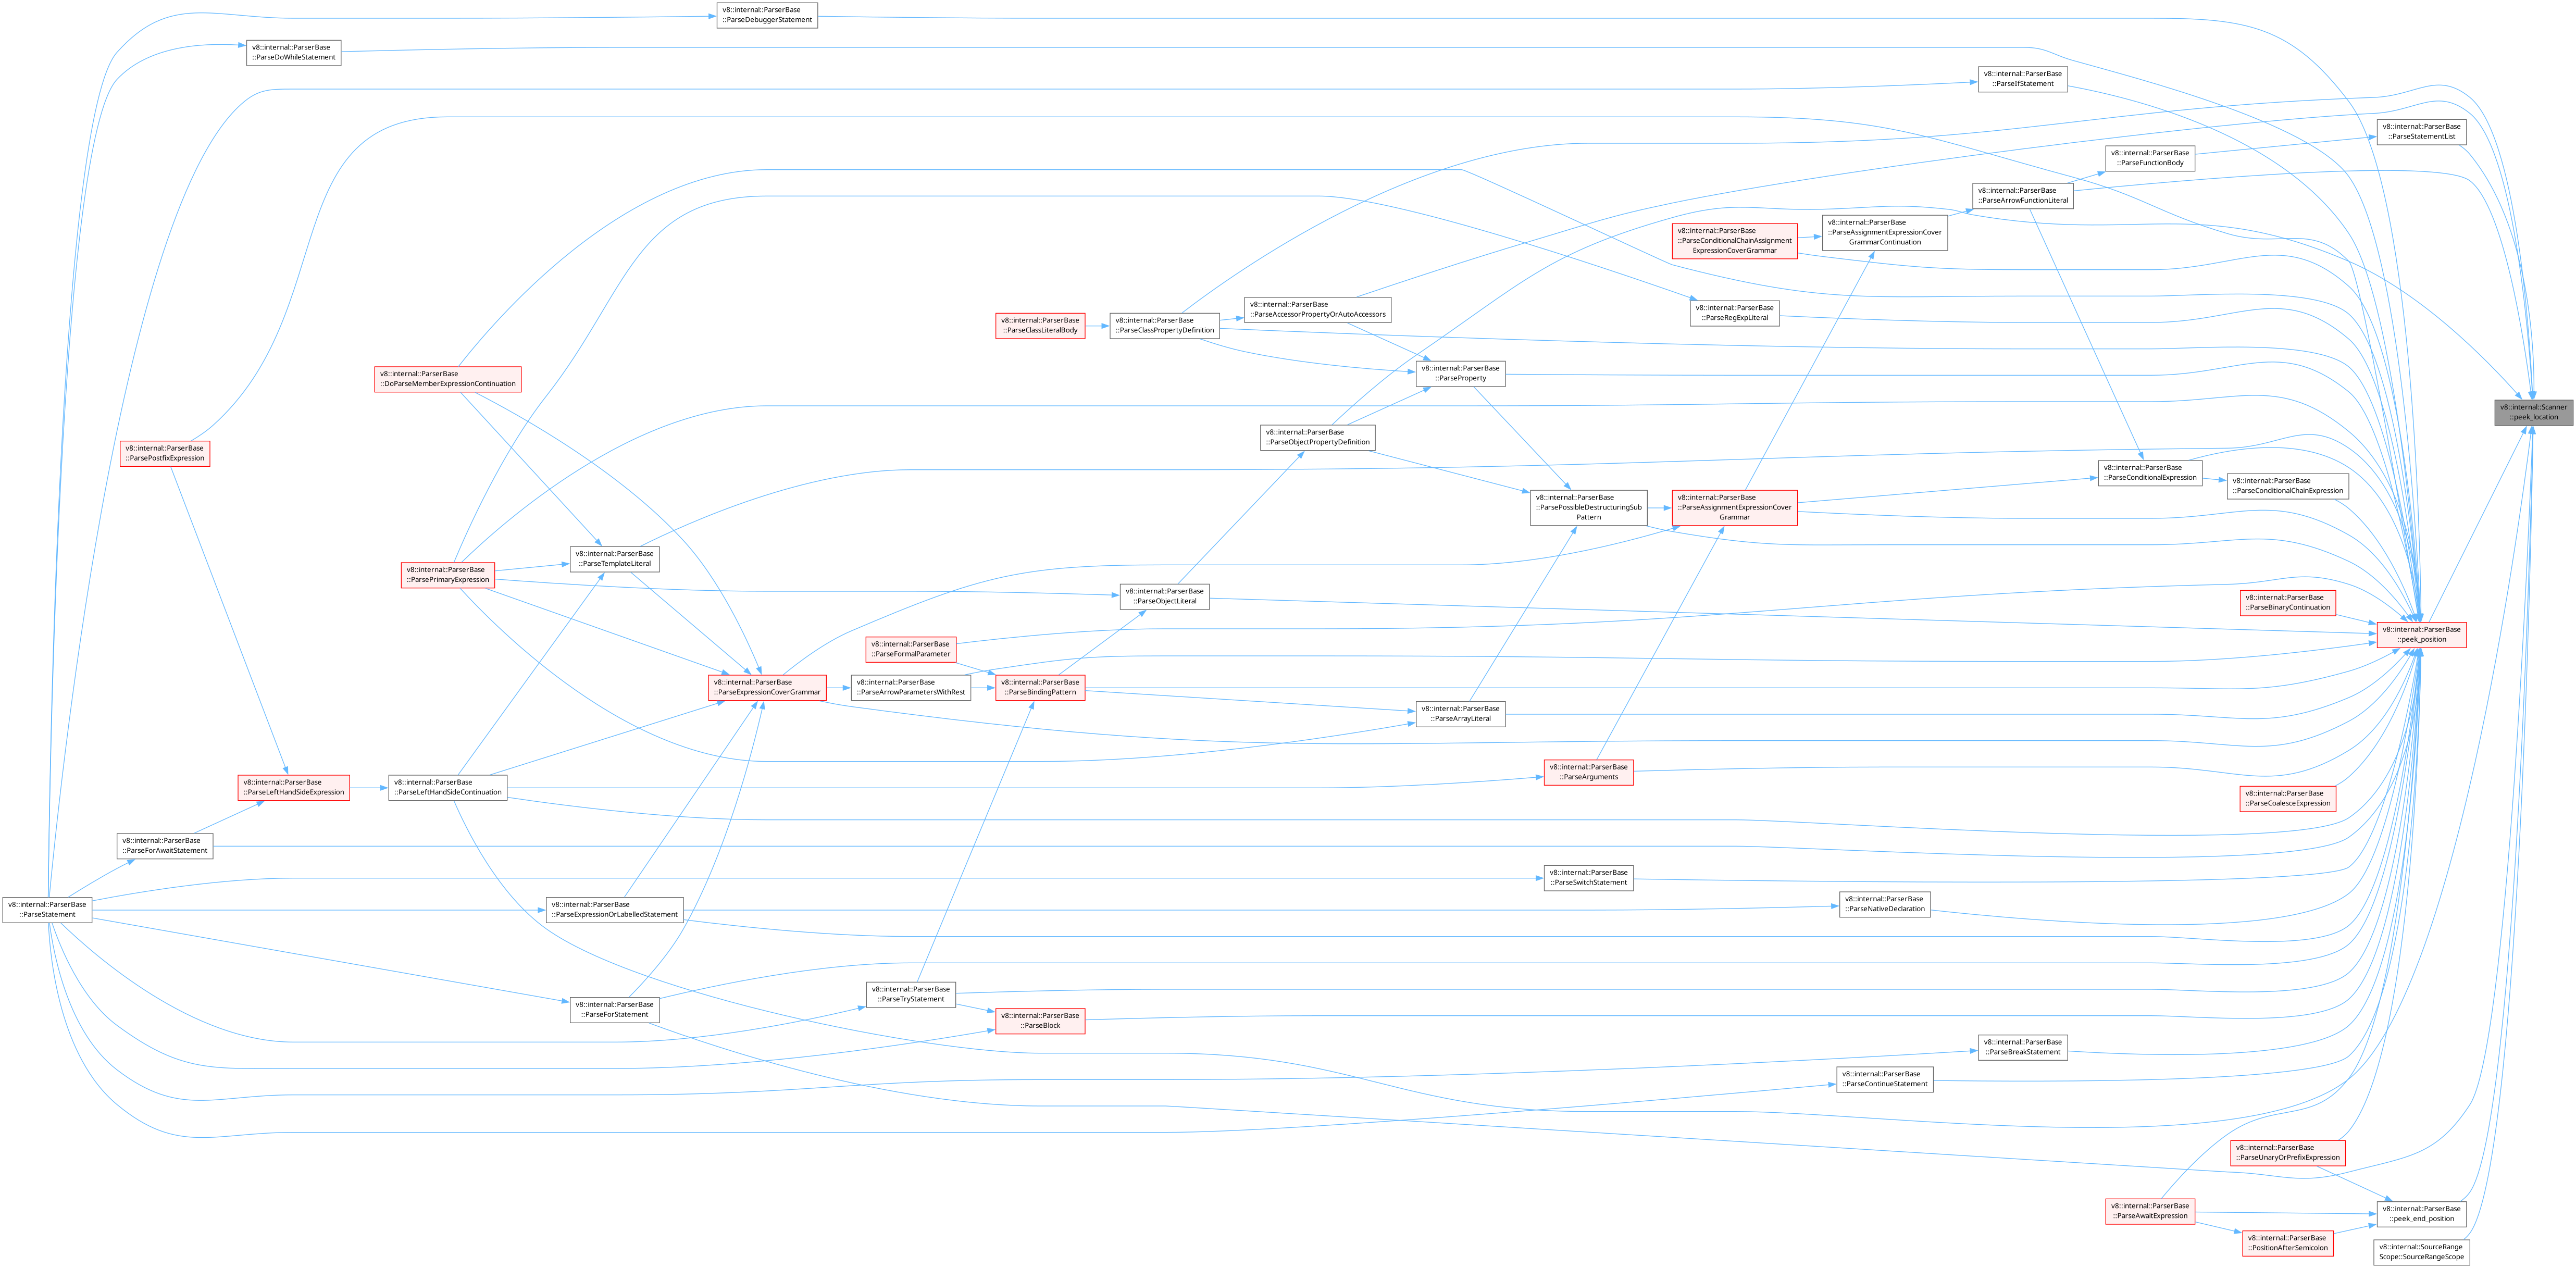 v8::internal::ParserBase
::ParseDebuggerStatement
v8::internal::ParserBase
::ParseDoWhileStatement
v8::internal::ParserBase
::ParseIfStatement
v8::internal::ParserBase
::ParseStatementList
v8::internal::ParserBase
::ParseFunctionBody
v8::internal::ParserBase
::ParseArrowFunctionLiteral
v8::internal::ParserBase
::ParseAssignmentExpressionCover
GrammarContinuation
v8::internal::ParserBase
::ParseConditionalChainAssignment
ExpressionCoverGrammar
v8::internal::ParserBase
::ParseAccessorPropertyOrAutoAccessors
v8::internal::ParserBase
::ParseRegExpLiteral
v8::internal::ParserBase
::ParseClassLiteralBody
v8::internal::ParserBase
::ParseClassPropertyDefinition
v8::internal::ParserBase
::ParseProperty
v8::internal::ParserBase
::DoParseMemberExpressionContinuation
v8::internal::Scanner
::peek_location
v8::internal::ParserBase
::ParseObjectPropertyDefinition
v8::internal::ParserBase
::ParsePostfixExpression
v8::internal::ParserBase
::ParseConditionalExpression
v8::internal::ParserBase
::ParseConditionalChainExpression
v8::internal::ParserBase
::ParsePossibleDestructuringSub
Pattern
v8::internal::ParserBase
::ParseAssignmentExpressionCover
Grammar
v8::internal::ParserBase
::ParseTemplateLiteral
v8::internal::ParserBase
::ParsePrimaryExpression
v8::internal::ParserBase
::ParseObjectLiteral
v8::internal::ParserBase
::ParseBinaryContinuation
v8::internal::ParserBase
::peek_position
v8::internal::ParserBase
::ParseFormalParameter
v8::internal::ParserBase
::ParseExpressionCoverGrammar
v8::internal::ParserBase
::ParseArrowParametersWithRest
v8::internal::ParserBase
::ParseBindingPattern
v8::internal::ParserBase
::ParseArrayLiteral
v8::internal::ParserBase
::ParseArguments
v8::internal::ParserBase
::ParseLeftHandSideExpression
v8::internal::ParserBase
::ParseLeftHandSideContinuation
v8::internal::ParserBase
::ParseCoalesceExpression
v8::internal::ParserBase
::ParseForAwaitStatement
v8::internal::ParserBase
::ParseSwitchStatement
v8::internal::ParserBase
::ParseStatement
v8::internal::ParserBase
::ParseExpressionOrLabelledStatement
v8::internal::ParserBase
::ParseNativeDeclaration
v8::internal::ParserBase
::ParseTryStatement
v8::internal::ParserBase
::ParseForStatement
v8::internal::ParserBase
::ParseBlock
v8::internal::ParserBase
::ParseBreakStatement
v8::internal::ParserBase
::ParseContinueStatement
v8::internal::ParserBase
::ParseUnaryOrPrefixExpression
v8::internal::ParserBase
::ParseAwaitExpression
v8::internal::ParserBase
::peek_end_position
v8::internal::ParserBase
::PositionAfterSemicolon
v8::internal::SourceRange
Scope::SourceRangeScope